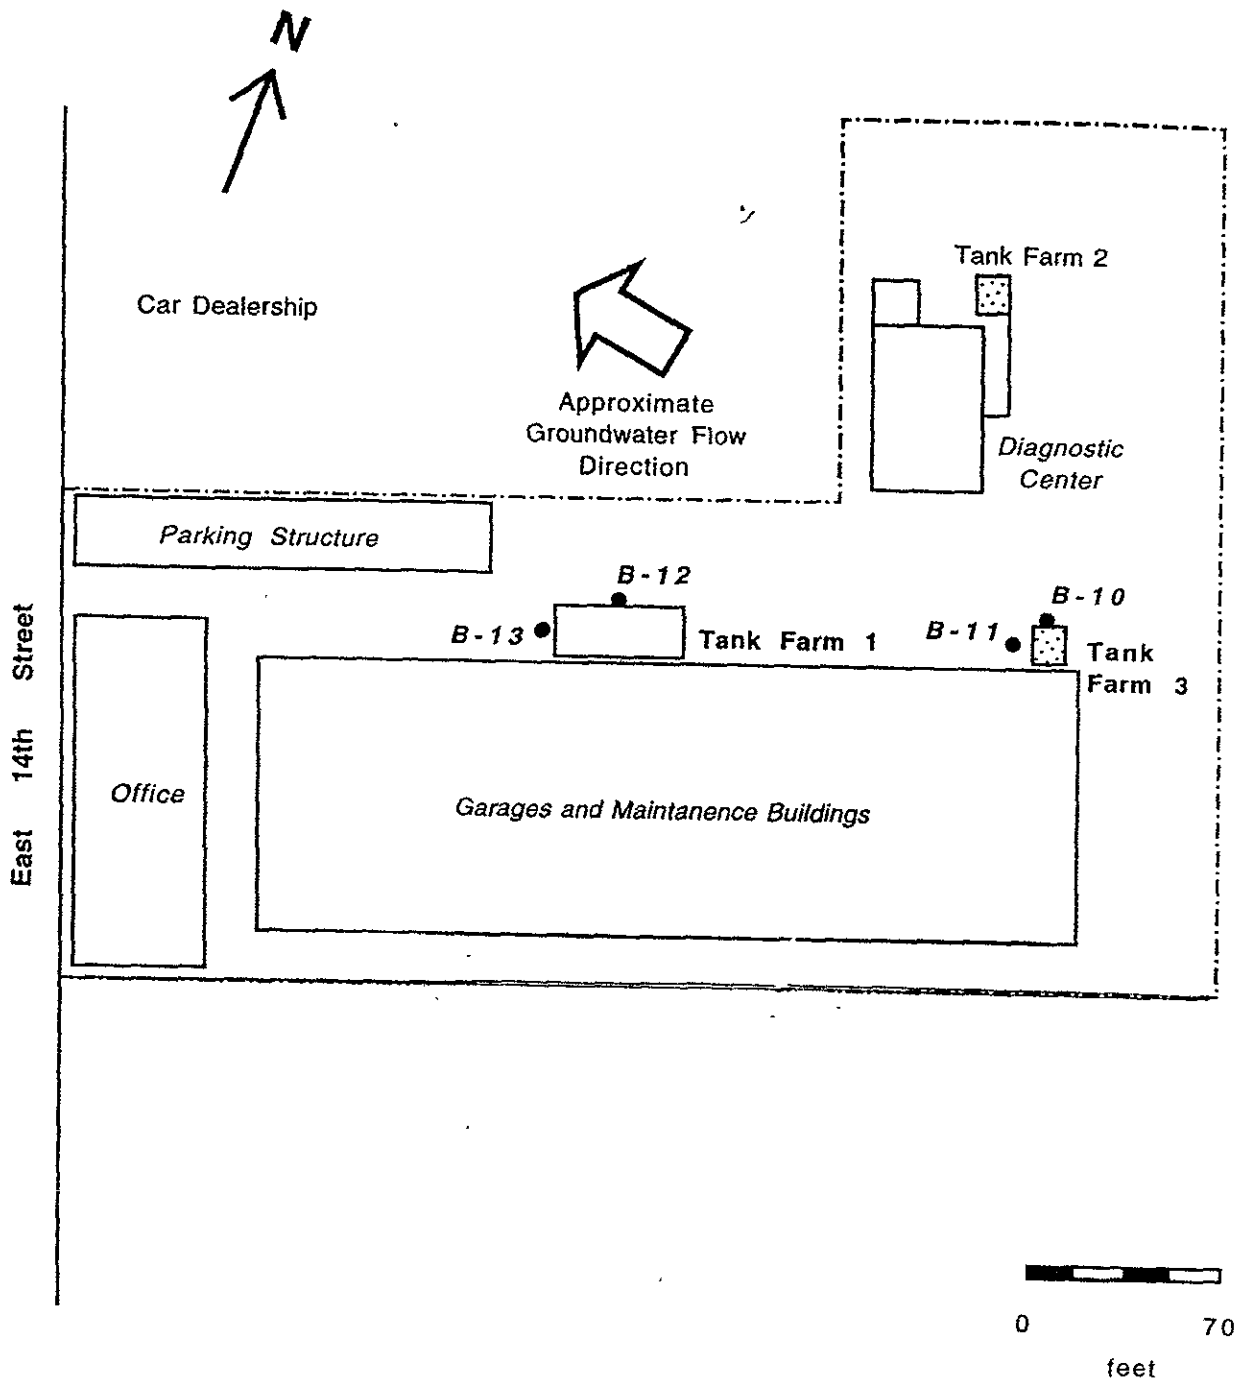 N
Tank Farm 2
Car Dealership
Approximate
Groundwater Flow
Direction
Diagnostic
Center
Parking Structure
B-12
B-10
B-13
Tank Farm 1
B-11
Tank
Farm 3
East 14th Street
Office
Garages and Maintanence Buildings
0 70
feet